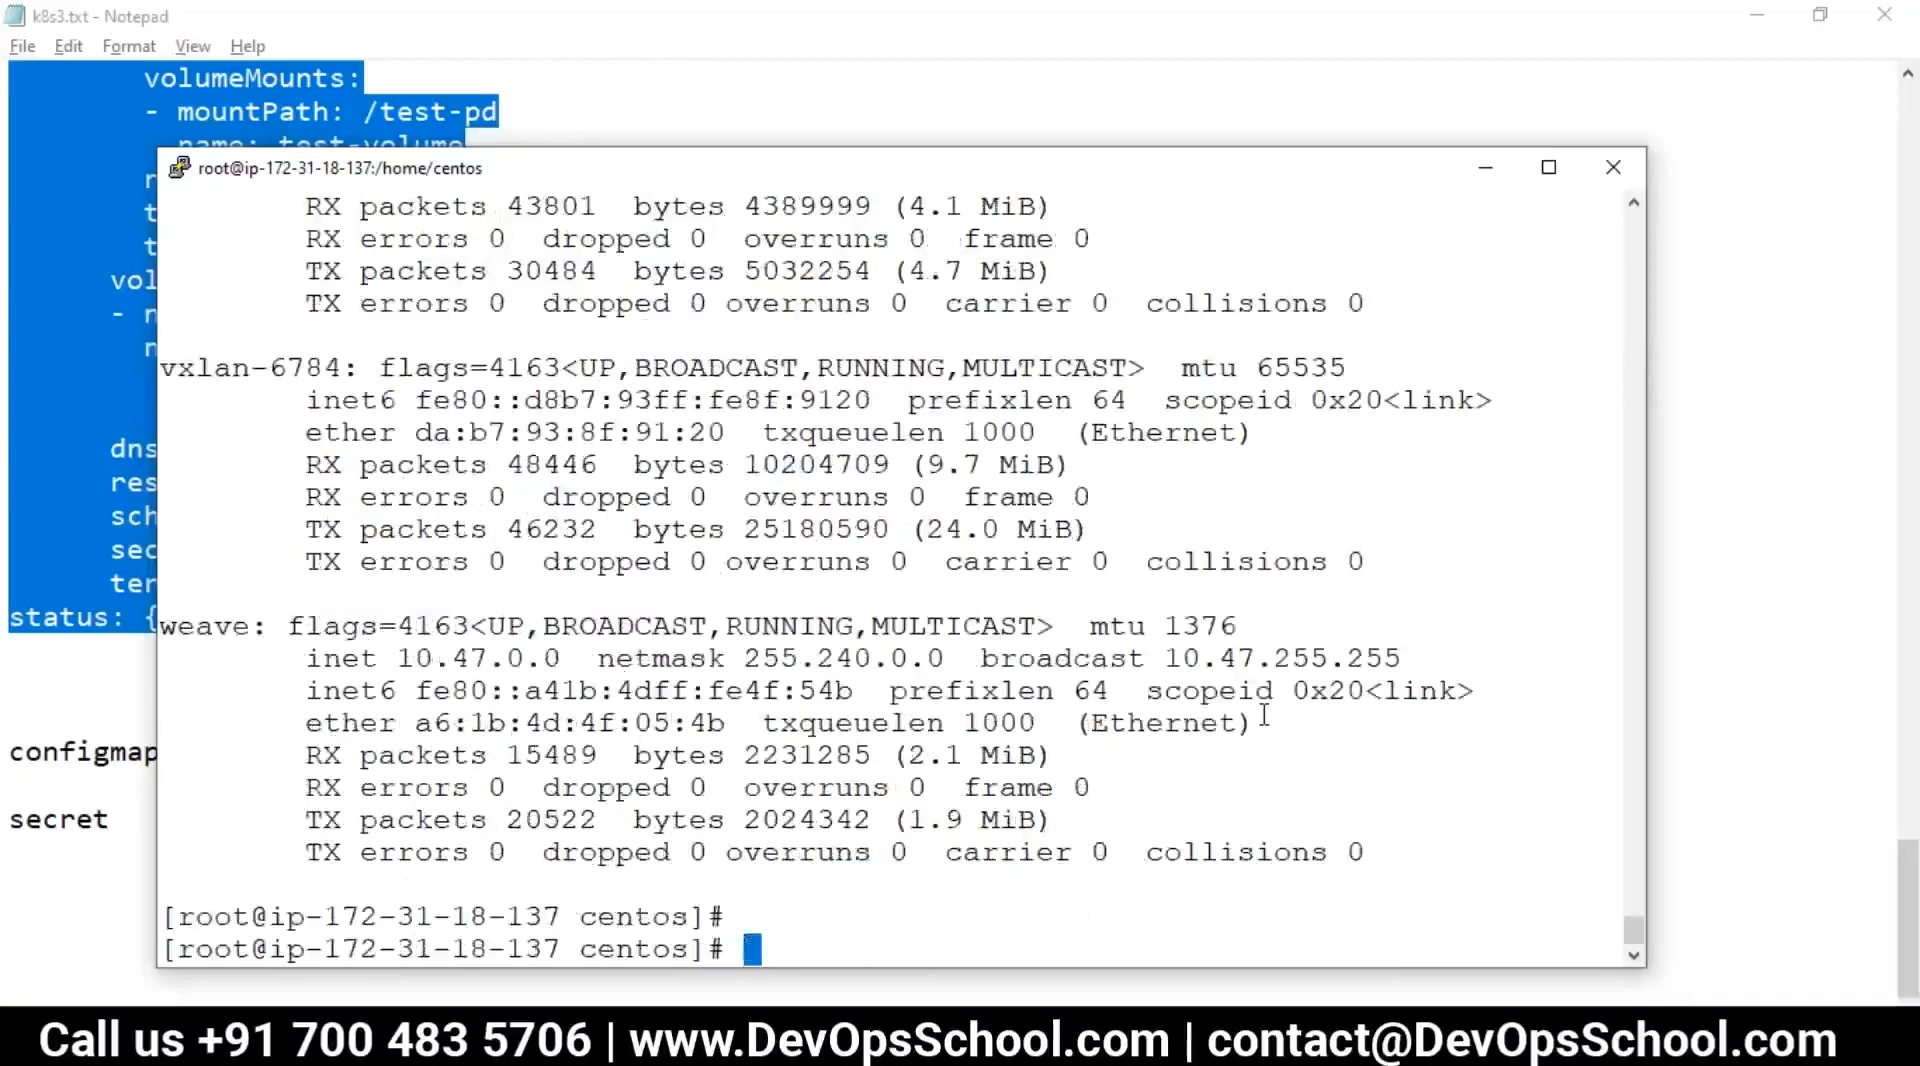 k8s3.txt - Notepad
File Edit Format View Help
volumeMounts:
- mountPath: /test-pd
name: test-volume
vol
dns
res
sch
sec
ter
status: {
configmap
secret
root@ip-172-31-18-137:/home/centos
RX packets 43801  bytes 4389999 (4.1 MiB)
RX errors 0  dropped 0  overruns 0  frame 0
TX packets 30484  bytes 5032254 (4.7 MiB)
TX errors 0  dropped 0 overruns 0  carrier 0  collisions 0
vxlan-6784: flags=4163<UP,BROADCAST,RUNNING,MULTICAST>  mtu 65535
inet6 fe80::d8b7:93ff:fe8f:9120  prefixlen 64  scopeid 0x20<link>
ether da:b7:93:8f:91:20  txqueuelen 1000  (Ethernet)
RX packets 48446  bytes 10204709 (9.7 MiB)
RX errors 0  dropped 0  overruns 0  frame 0
TX packets 46232  bytes 25180590 (24.0 MiB)
TX errors 0  dropped 0 overruns 0  carrier 0  collisions 0
weave: flags=4163<UP,BROADCAST,RUNNING,MULTICAST>  mtu 1376
inet 10.47.0.0  netmask 255.240.0.0  broadcast 10.47.255.255
inet6 fe80::a41b:4dff:fe4f:54b  prefixlen 64  scopeid 0x20<link>
ether a6:1b:4d:4f:05:4b  txqueuelen 1000  (Ethernet)
RX packets 15489  bytes 2231285 (2.1 MiB)
RX errors 0  dropped 0  overruns 0  frame 0
TX packets 20522  bytes 2024342 (1.9 MiB)
TX errors 0  dropped 0 overruns 0  carrier 0  collisions 0
[root@ip-172-31-18-137 centos]#
[root@ip-172-31-18-137 centos]#
Call us +91 700 483 5706 | www.DevOpsSchool.com | contact@DevOpsSchool.com